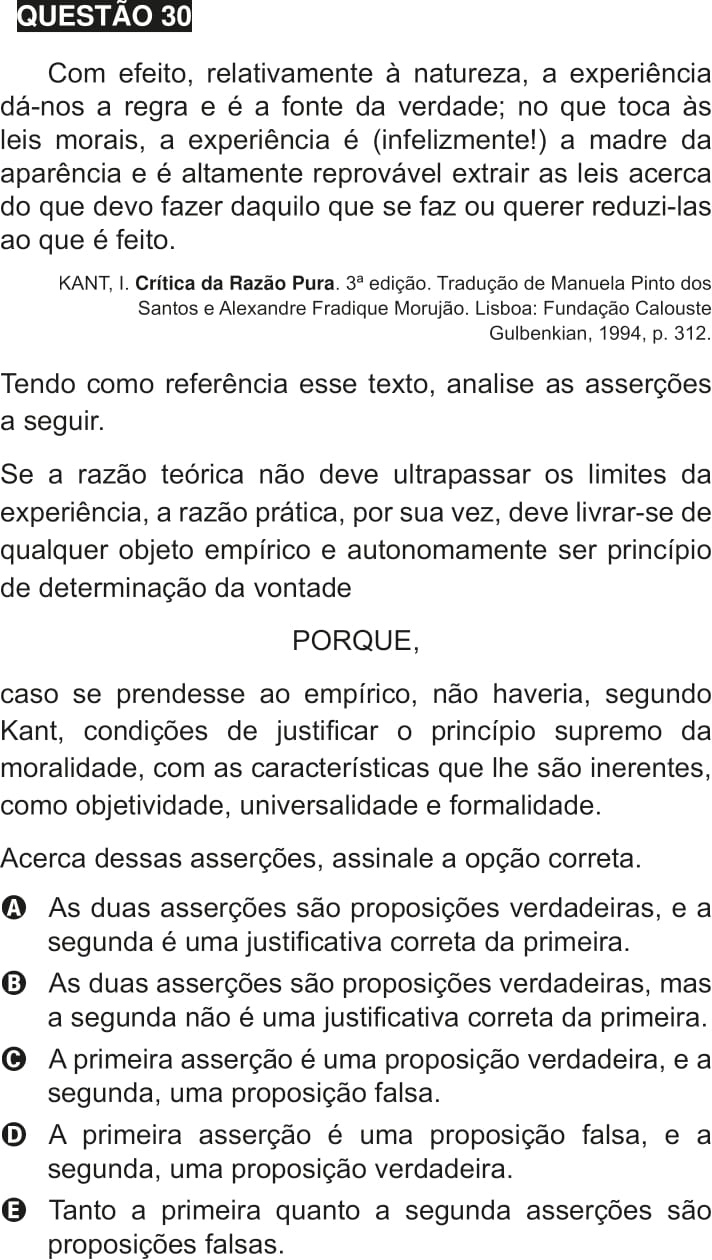 QUESTÃO 30
Com efeito, relativamente à natureza, a experiência
dá-nos a regra e é a fonte da verdade; no que toca às
leis morais, a experiência é (infelizmente!) a madre da
aparência e é altamente reprovável extrair as leis acerca
do que devo fazer daquilo que se faz ou querer reduzi-las
ao que é feito.
KANT, I. Crítica da Razão Pura. 3ª edição. Tradução de Manuela Pinto dos
Santos e Alexandre Fradique Morujão. Lisboa: Fundação Calouste
Gulbenkian, 1994, p. 312.
Tendo como referência esse texto, analise as asserções
a seguir.
Se a razão teórica não deve ultrapassar os limites da
experiência, a razão prática, por sua vez, deve livrar-se de
qualquer objeto empírico e autonomamente ser princípio
de determinação da vontade
PORQUE,
caso se prendesse ao empírico, não haveria, segundo
Kant, condições de justificar o princípio supremo da
moralidade, com as características que lhe são inerentes,
como objetividade, universalidade e formalidade.
Acerca dessas asserções, assinale a opção correta.
A As duas asserções são proposições verdadeiras, e a
segunda é uma justificativa correta da primeira.
B As duas asserções são proposições verdadeiras, mas
a segunda não é uma justificativa correta da primeira.
C A primeira asserção é uma proposição verdadeira, e a
segunda, uma proposição falsa.
D A primeira asserção é uma proposição falsa, e a
segunda, uma proposição verdadeira.
E Tanto a primeira quanto a segunda asserções são
proposições falsas.